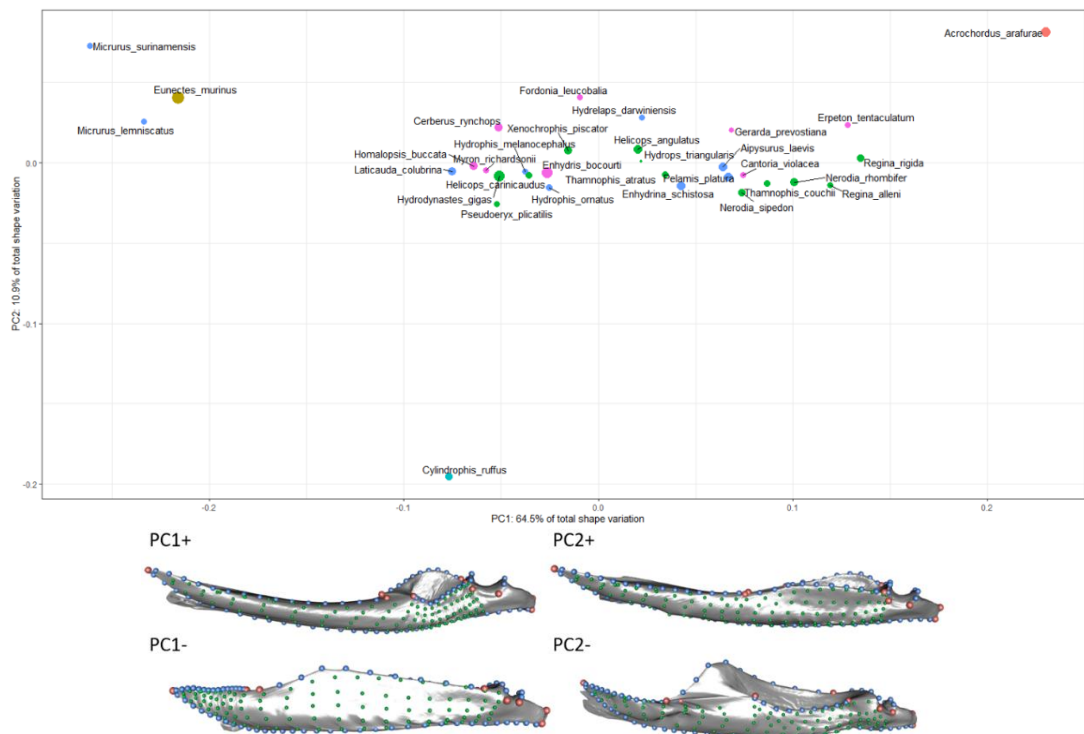 Acrochordus_arafurae
Micrurus_surinamensis
Eunectes_murinus
Fordonia_leucobalia
Micrurus_lemniscatus
Hydrelaps_darwiniensis
Cerberus_rynchops
Xenochrophis_piscator
Helicops_angulatus
Gerarda_prevostiana
Erpeton_tentaculatum
Hydrophis_melanocephalus
Hydrops_triangularis
Aipysurus_laevis
Homalopsis_buccata
Myron_richardsonii
Enhydris_bocourti
Cantoria_violacea
Regina_rigida
Laticauda_colubrina
Thamnophis_atratus
Pelamis_platura
Nerodia_rhombifer
Helicops_carinicaudus
Enhydrina_schistosa
Thamnophis_couchii
Regina_alleni
Hydrodynastes_gigas
Hydrophis_ornatus
Nerodia_sipedon
Pseudoeryx_plicatilis
Cylindrophis_ruffus
0.0
-0.1
-0.2
PC2: 10.9% of total shape variation
-0.2
-0.1
0.0
0.1
0.2
PC1: 64.5% of total shape variation
PC1+
PC2+
PC1-
PC2-